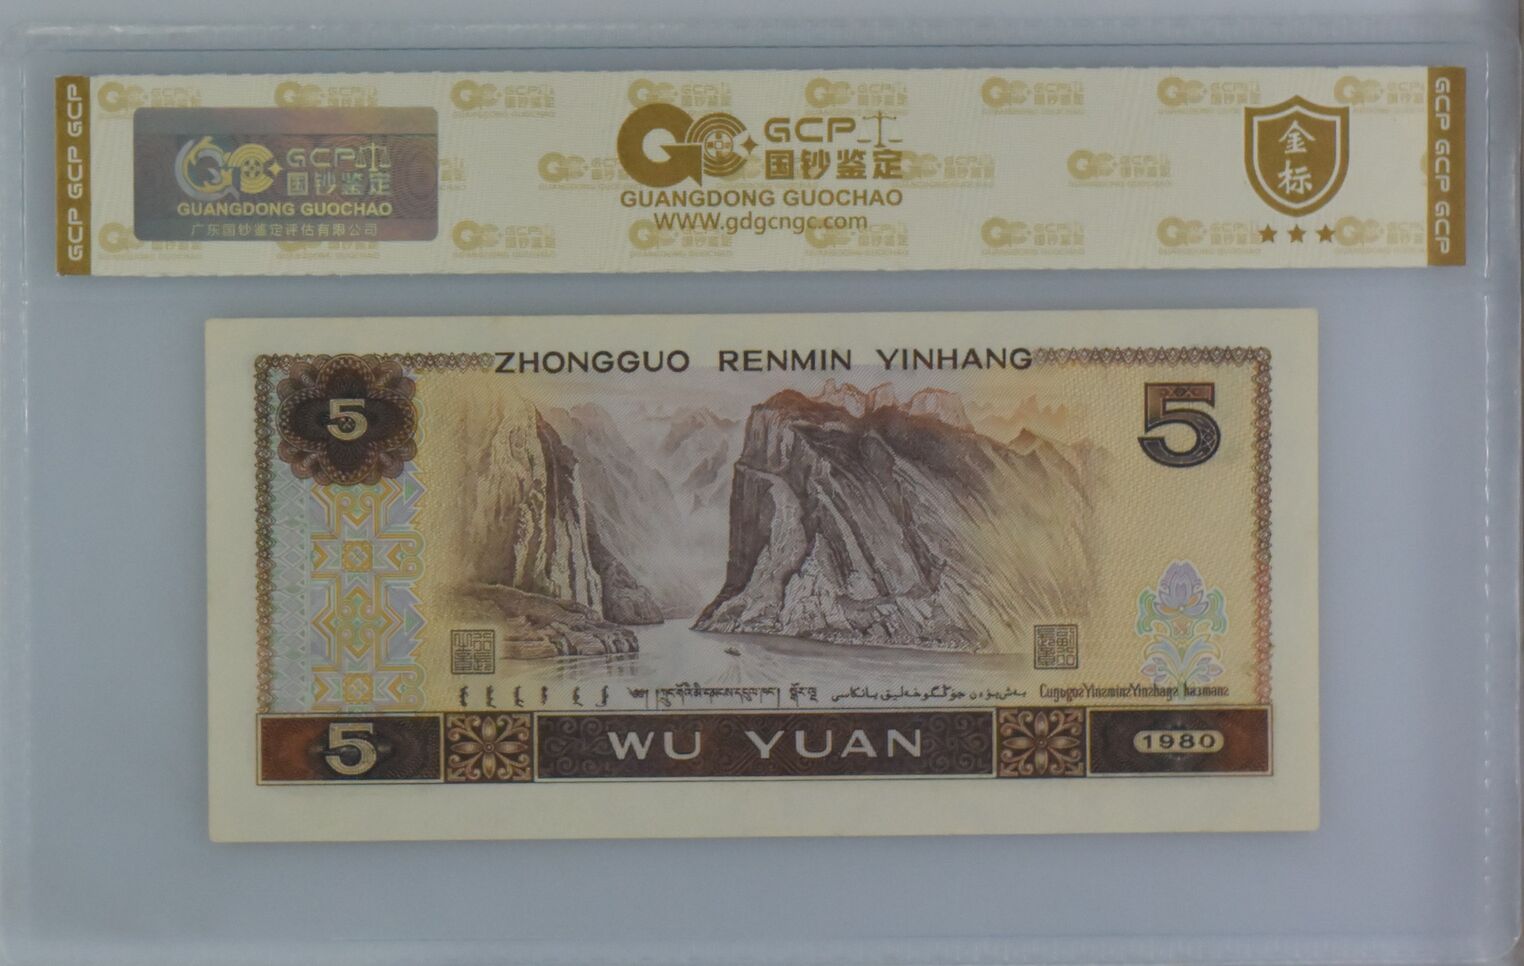 GCP GCP GCP
GCP
国钞鉴定
GUANGDONG GUOCHAO
广东国钞鉴定评估有限公司
GCP
国钞鉴定
GUANGDONG GUOCHAO
WWW.gdgcngc.com
金
标
GCP GCP GCP
ZHONGGUO RENMIN YINHANG
5
5
5
WU YUAN
1980